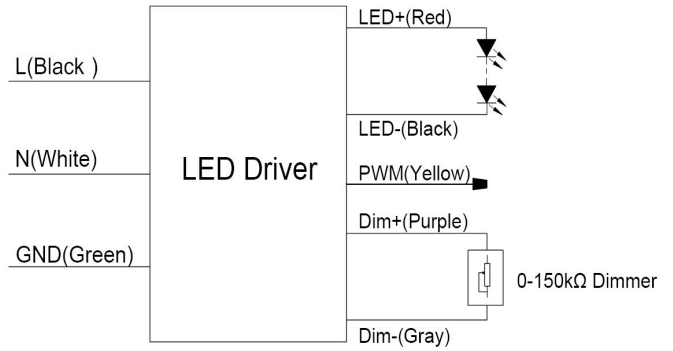 LED+(Red)
L(Black )
LED-(Black)
N(White)
LED Driver
PWM(Yellow)
Dim+(Purple)
GND(Green)
0-150kΩ Dimmer
Dim-(Gray)